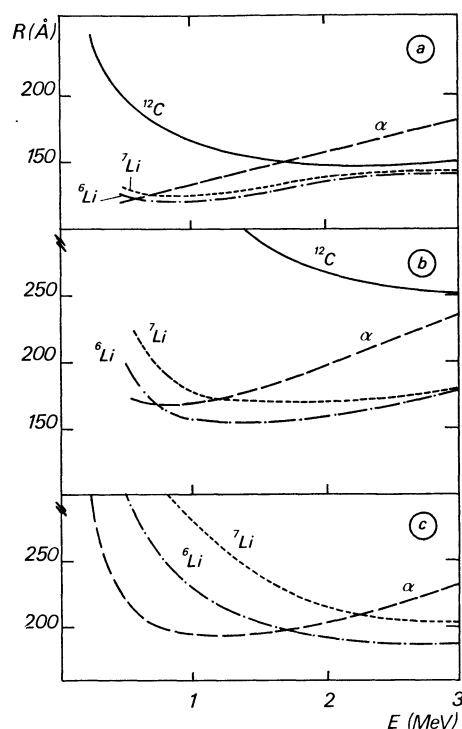 R(Å)
a
200
¹²C
α
150
⁷Li
⁶Li
b
¹²C
250
⁷Li
α
⁶Li
200
150
c
250
⁷Li
⁶Li
α
200
1 2 3
E (MeV)